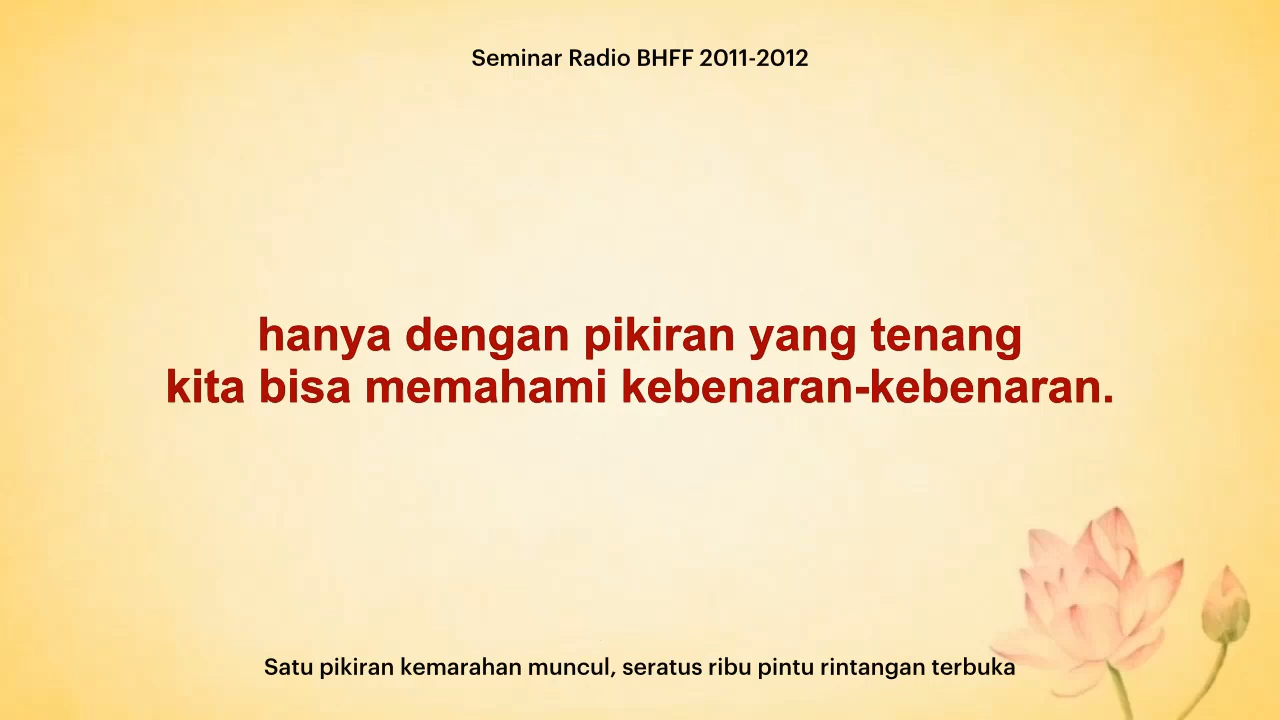 Seminar Radio BHFF 2011-2012
hanya dengan pikiran yang tenang
kita bisa memahami kebenaran-kebenaran.
Satu pikiran kemarahan muncul, seratus ribu pintu rintangan terbuka